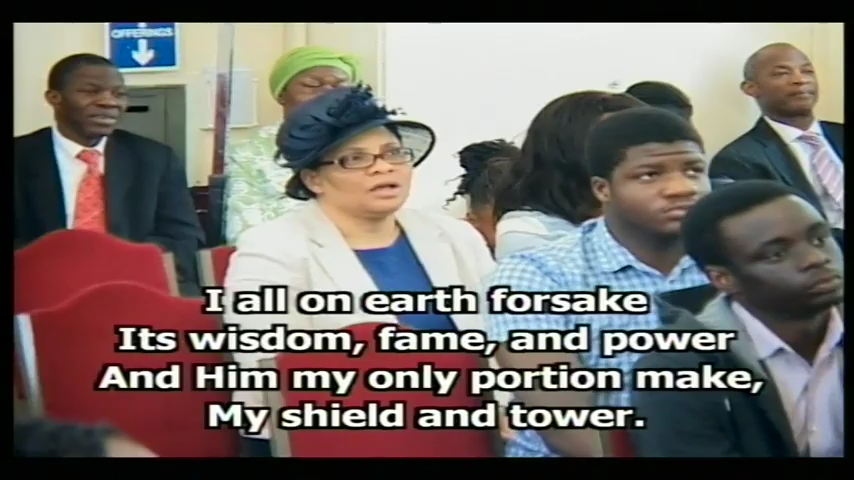 OFFERINGS
I all on earth forsake
Its wisdom, fame, and power
And Him my only portion make,
My shield and tower.